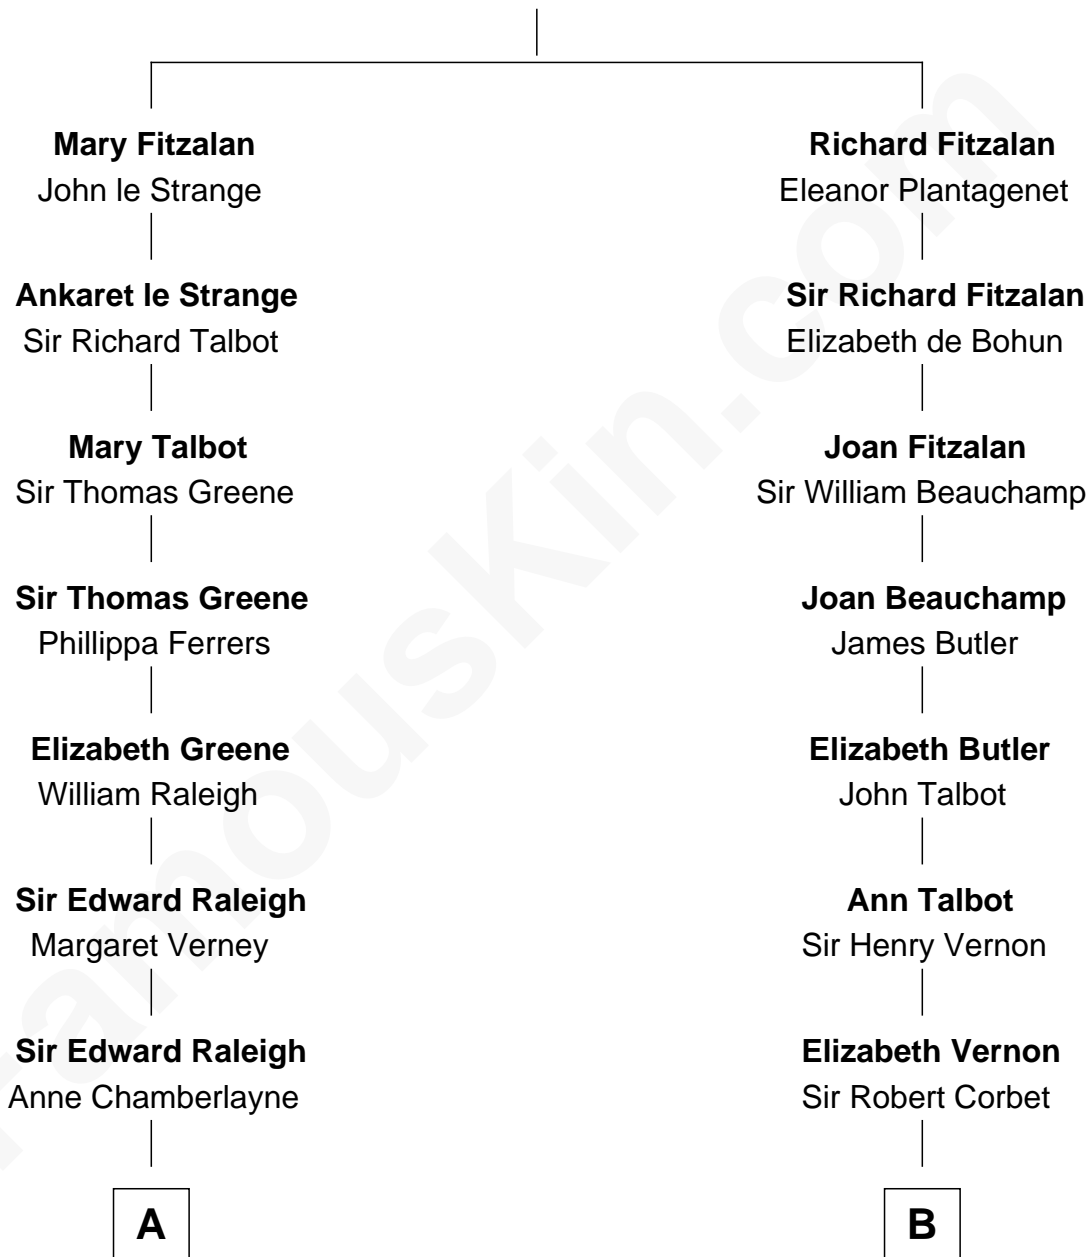 Mary Fitzalan
John le Strange
Richard Fitzalan
Eleanor Plantagenet
Ankaret le Strange
Sir Richard Talbot
Sir Richard Fitzalan
Elizabeth de Bohun
Mary Talbot
Sir Thomas Greene
Joan Fitzalan
Sir William Beauchamp
Sir Thomas Greene
Phillippa Ferrers
Joan Beauchamp
James Butler
Elizabeth Greene
William Raleigh
Elizabeth Butler
John Talbot
Sir Edward Raleigh
Margaret Verney
Ann Talbot
Sir Henry Vernon
Sir Edward Raleigh
Anne Chamberlayne
Elizabeth Vernon
Sir Robert Corbet
A
B
FamousKin.com